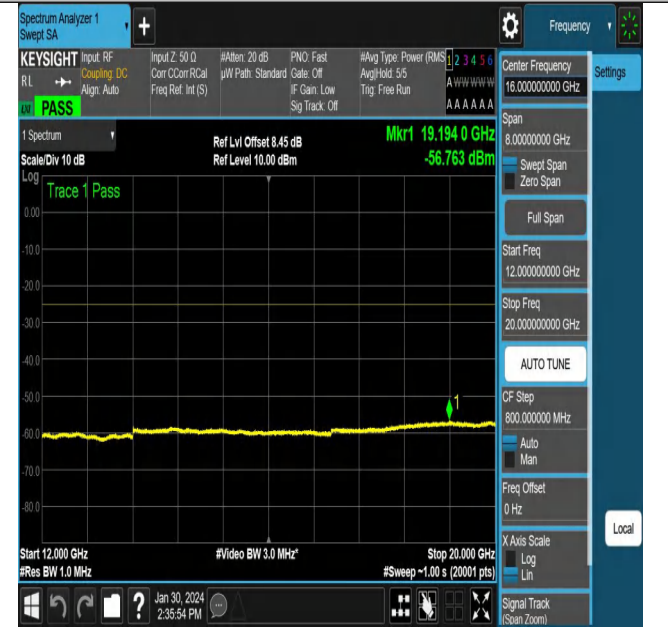 Spectrum Analyzer 1
Swept SA
+
Frequency
KEYSIGHT
RL
LXI
PASS
Input: RF
Coupling: DC
Align: Auto
Input Z: 50 Ω
Corr CCorr RCal
Freq Ref: Int (S)
#Atten: 20 dB
µW Path: Standard
PNO: Fast
Gate: Off
IF Gain: Low
Sig Track: Off
#Avg Type: Power (RMS
Avg|Hold: 5/5
Trig: Free Run
1 2 3 4 5 6
A W W W W W
A A A A A A
1 Spectrum
Scale/Div 10 dB
Ref Lvl Offset 8.45 dB
Ref Level 10.00 dBm
Mkr1 19.194 0 GHz
-56.763 dBm
Log
Trace 1 Pass
0.00
-10.0
-20.0
-30.0
-40.0
-50.0
-60.0
-70.0
-80.0
1
Start 12.000 GHz
#Res BW 1.0 MHz
#Video BW 3.0 MHz*
Stop 20.000 GHz
#Sweep ~1.00 s (20001 pts)
Center Frequency
16.000000000 GHz
Settings
Span
8.00000000 GHz
Swept Span
Zero Span
Full Span
Start Freq
12.000000000 GHz
Stop Freq
20.000000000 GHz
AUTO TUNE
CF Step
800.000000 MHz
Auto
Man
Freq Offset
0 Hz
X Axis Scale
Log
Lin
Local
Signal Track
(Span Zoom)
?
Jan 30, 2024
2:35:54 PM